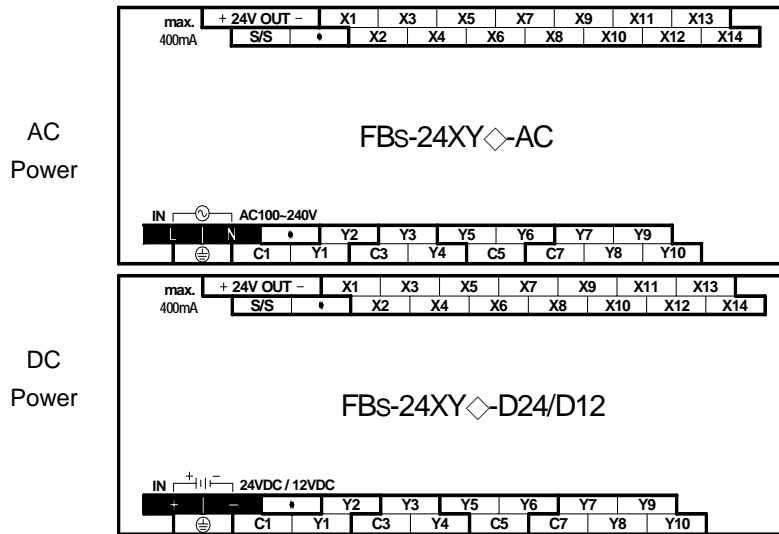 max. + 24V OUT − X1 X3 X5 X7 X9 X11 X13
400mA S/S • X2 X4 X6 X8 X10 X12 X14
AC
Power
FBs-24XY◇-AC
IN AC100~240V
L N • Y2 Y3 Y5 Y6 Y7 Y9
C1 Y1 C3 Y4 C5 C7 Y8 Y10
max. + 24V OUT − X1 X3 X5 X7 X9 X11 X13
400mA S/S • X2 X4 X6 X8 X10 X12 X14
DC
Power
FBs-24XY◇-D24/D12
IN + − 24VDC / 12VDC
+ − • Y2 Y3 Y5 Y6 Y7 Y9
C1 Y1 C3 Y4 C5 C7 Y8 Y10